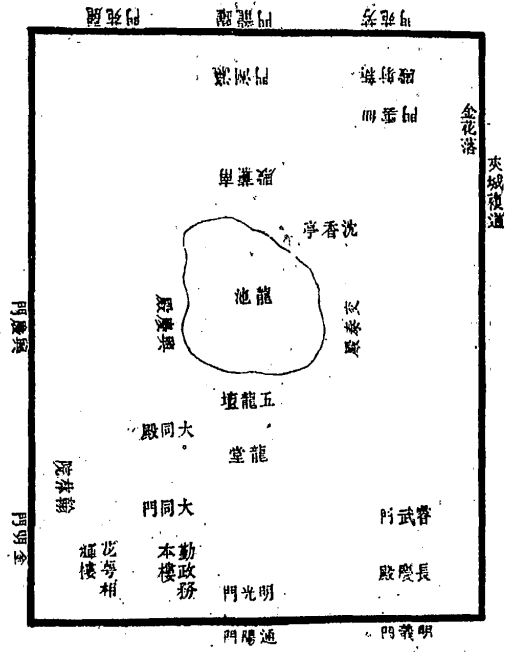 芳苑門
躍龍門
麗苑門
新射殿
瀛洲門
仙雲門
金花落
夾城複道
南薰殿
沈香亭
龍池
交泰殿
興慶殿
興慶門
五龍壇
大同殿
龍堂
翰林院
睿武門
大同門
金明門
長慶殿
明光門
勤政務
本樓
花萼相
輝樓
明義門
通陽門